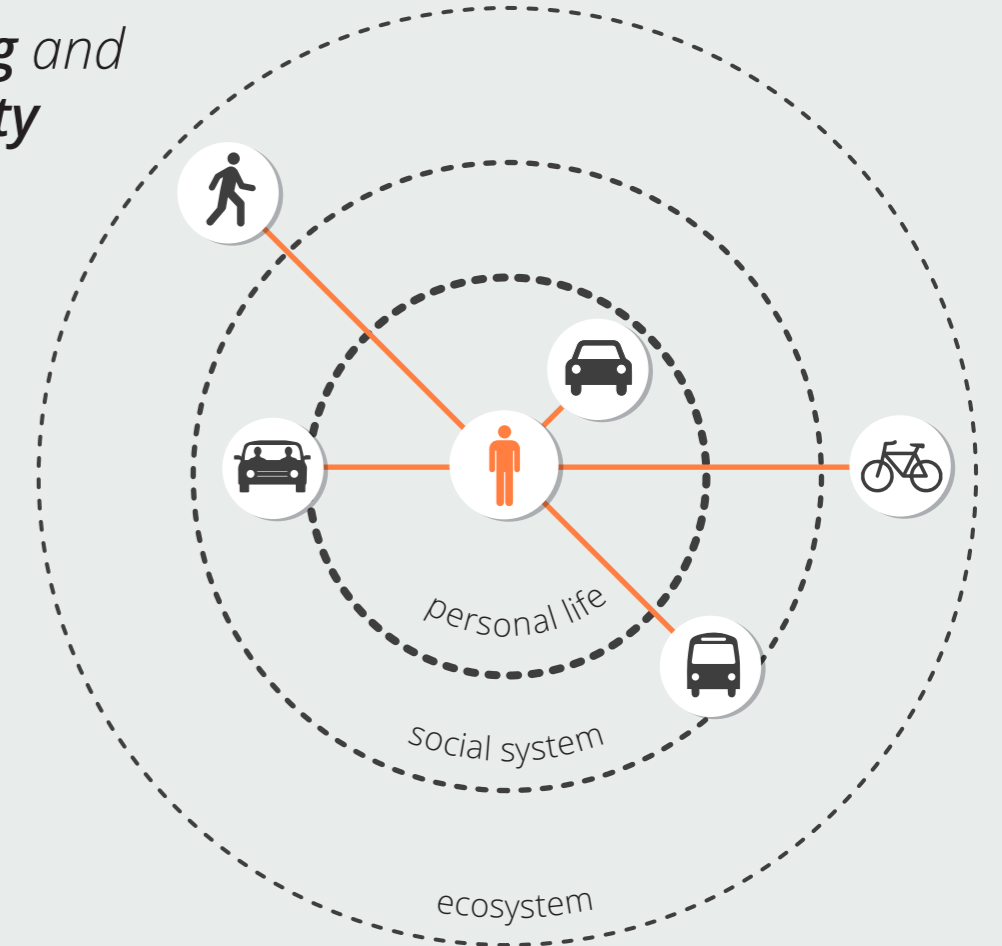 g and
ty
personal life
social system
ecosystem